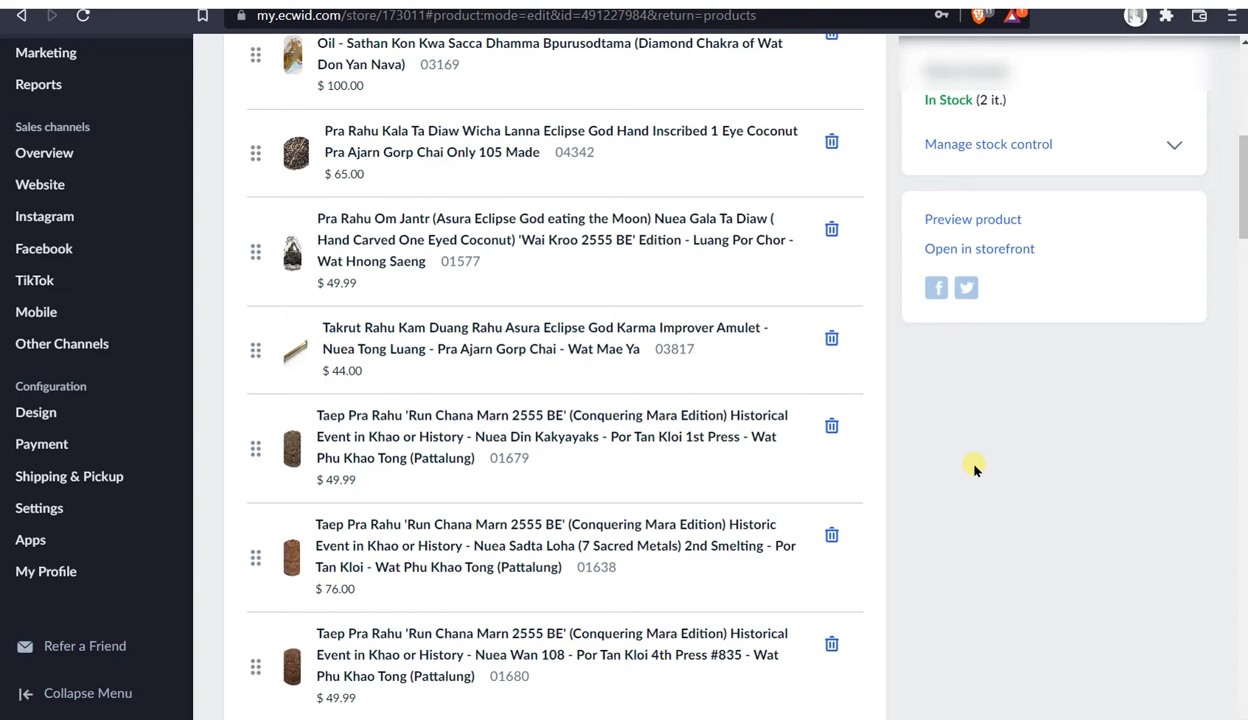 my.ecwid.com/store/173011#product:mode=edit&id=491227984&return=products
Marketing
Reports
Sales channels
Overview
Website
Instagram
Facebook
TikTok
Mobile
Other Channels
Configuration
Design
Payment
Shipping & Pickup
Settings
Apps
My Profile
Refer a Friend
Collapse Menu
Oil - Sathan Kon Kwa Sacca Dhamma Bpurusodtama (Diamond Chakra of Wat
Don Yan Nava) 03169
$ 100.00
Pra Rahu Kala Ta Diaw Wicha Lanna Eclipse God Hand Inscribed 1 Eye Coconut
Pra Ajarn Gorp Chai Only 105 Made 04342
$ 65.00
Pra Rahu Om Jantr (Asura Eclipse God eating the Moon) Nuea Gala Ta Diaw (
Hand Carved One Eyed Coconut) 'Wai Kroo 2555 BE' Edition - Luang Por Chor -
Wat Hnong Saeng 01577
$ 49.99
Takrut Rahu Kam Duang Rahu Asura Eclipse God Karma Improver Amulet -
Nuea Tong Luang - Pra Ajarn Gorp Chai - Wat Mae Ya 03817
$ 44.00
Taep Pra Rahu 'Run Chana Marn 2555 BE' (Conquering Mara Edition) Historical
Event in Khao or History - Nuea Din Kakyayaks - Por Tan Kloi 1st Press - Wat
Phu Khao Tong (Pattalung) 01679
$ 49.99
Taep Pra Rahu 'Run Chana Marn 2555 BE' (Conquering Mara Edition) Historic
Event in Khao or History - Nuea Sadta Loha (7 Sacred Metals) 2nd Smelting - Por
Tan Kloi - Wat Phu Khao Tong (Pattalung) 01638
$ 76.00
Taep Pra Rahu 'Run Chana Marn 2555 BE' (Conquering Mara Edition) Historical
Event in Khao or History - Nuea Wan 108 - Por Tan Kloi 4th Press #835 - Wat
Phu Khao Tong (Pattalung) 01680
$ 49.99
In Stock (2 it.)
Manage stock control
Preview product
Open in storefront